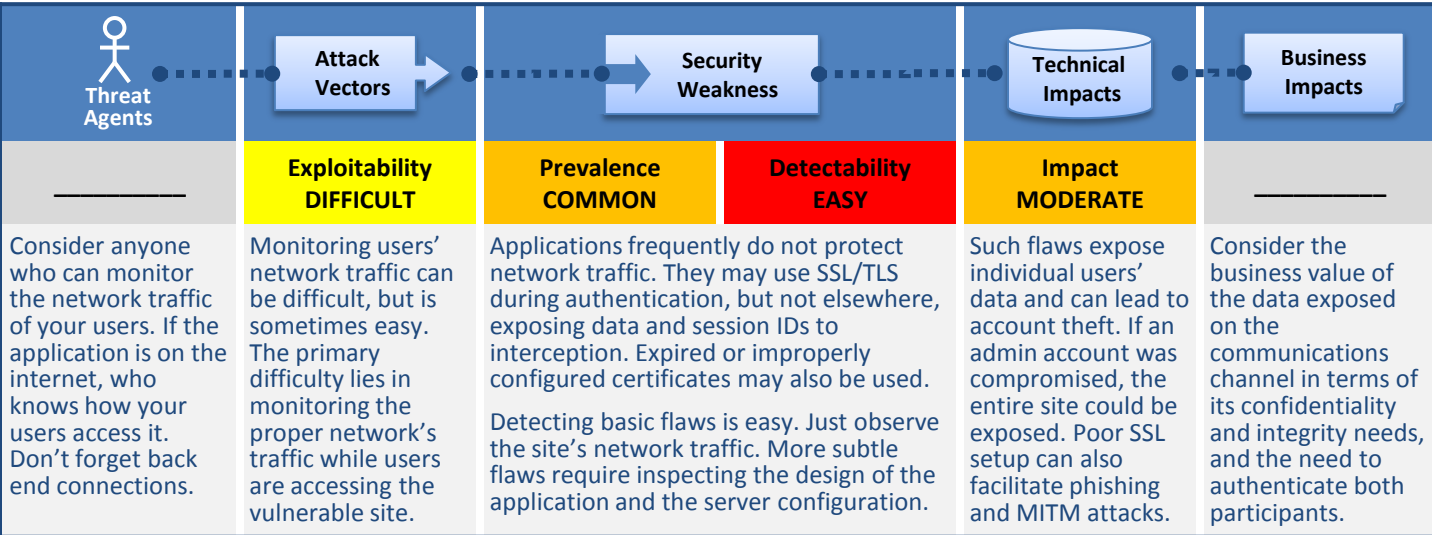 Threat
Agents
Attack
Vectors
Security
Weakness
Technical
Impacts
Business
Impacts
__________
Exploitability
DIFFICULT
Prevalence
COMMON
Detectability
EASY
Impact
MODERATE
__________
Consider anyone
who can monitor
the network traffic
of your users. If the
application is on the
internet, who
knows how your
users access it.
Don’t forget back
end connections.
Monitoring users’
network traffic can
be difficult, but is
sometimes easy.
The primary
difficulty lies in
monitoring the
proper network’s
traffic while users
are accessing the
vulnerable site.
Applications frequently do not protect
network traffic. They may use SSL/TLS
during authentication, but not elsewhere,
exposing data and session IDs to
interception. Expired or improperly
configured certificates may also be used.
Detecting basic flaws is easy. Just observe
the site’s network traffic. More subtle
flaws require inspecting the design of the
application and the server configuration.
Such flaws expose
individual users’
data and can lead to
account theft. If an
admin account was
compromised, the
entire site could be
exposed. Poor SSL
setup can also
facilitate phishing
and MITM attacks.
Consider the
business value of
the data exposed
on the
communications
channel in terms of
its confidentiality
and integrity needs,
and the need to
authenticate both
participants.